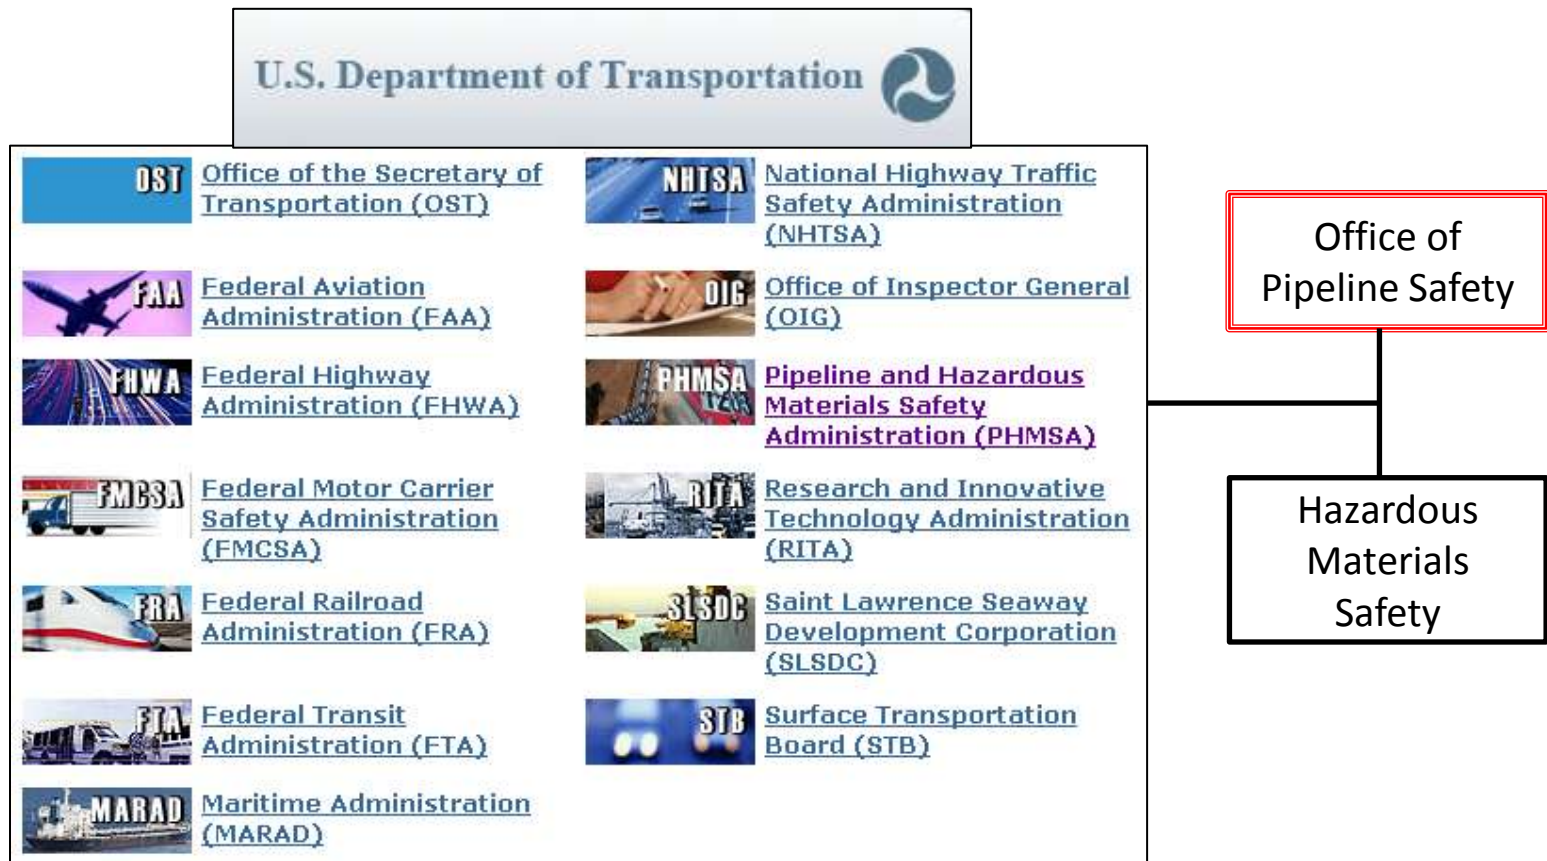 U.S. Department of Transportation
OST
Office of the Secretary of
Transportation (OST)
FAA
Federal Aviation
Administration (FAA)
FHWA
Federal Highway
Administration (FHWA)
FMCSA
Federal Motor Carrier
Safety Administration
(FMCSA)
FRA
Federal Railroad
Administration (FRA)
FTA
Federal Transit
Administration (FTA)
MARAD
Maritime Administration
(MARAD)
NHTSA
National Highway Traffic
Safety Administration
(NHTSA)
OIG
Office of Inspector General
(OIG)
PHMSA
Pipeline and Hazardous
Materials Safety
Administration (PHMSA)
RITA
Research and Innovative
Technology Administration
(RITA)
SLSDC
Saint Lawrence Seaway
Development Corporation
(SLSDC)
STB
Surface Transportation
Board (STB)
Office of
Pipeline Safety
Hazardous
Materials
Safety